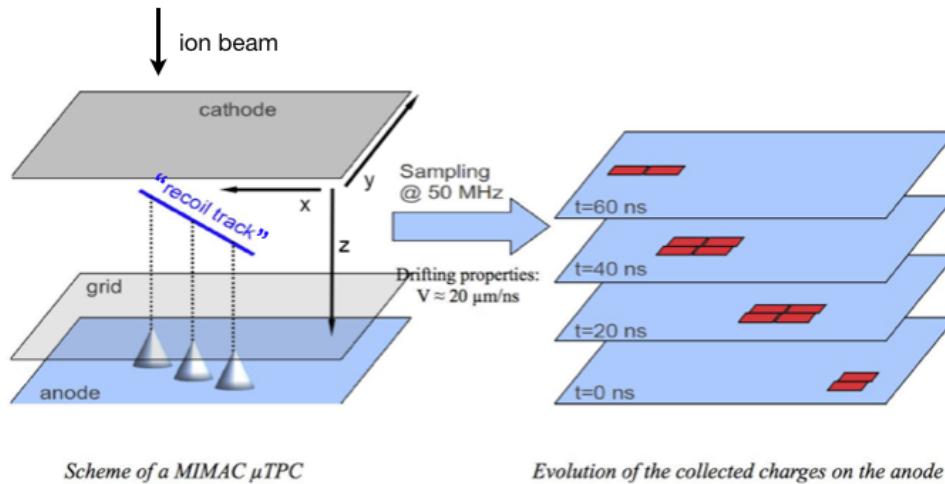 ion beam
cathode
"recoil track"
x
y
z
grid
anode
Sampling
@ 50 MHz
Drifting properties:
V ≈ 20 µm/ns
t=60 ns
t=40 ns
t=20 ns
t=0 ns
Scheme of a MIMAC µTPC
Evolution of the collected charges on the anode